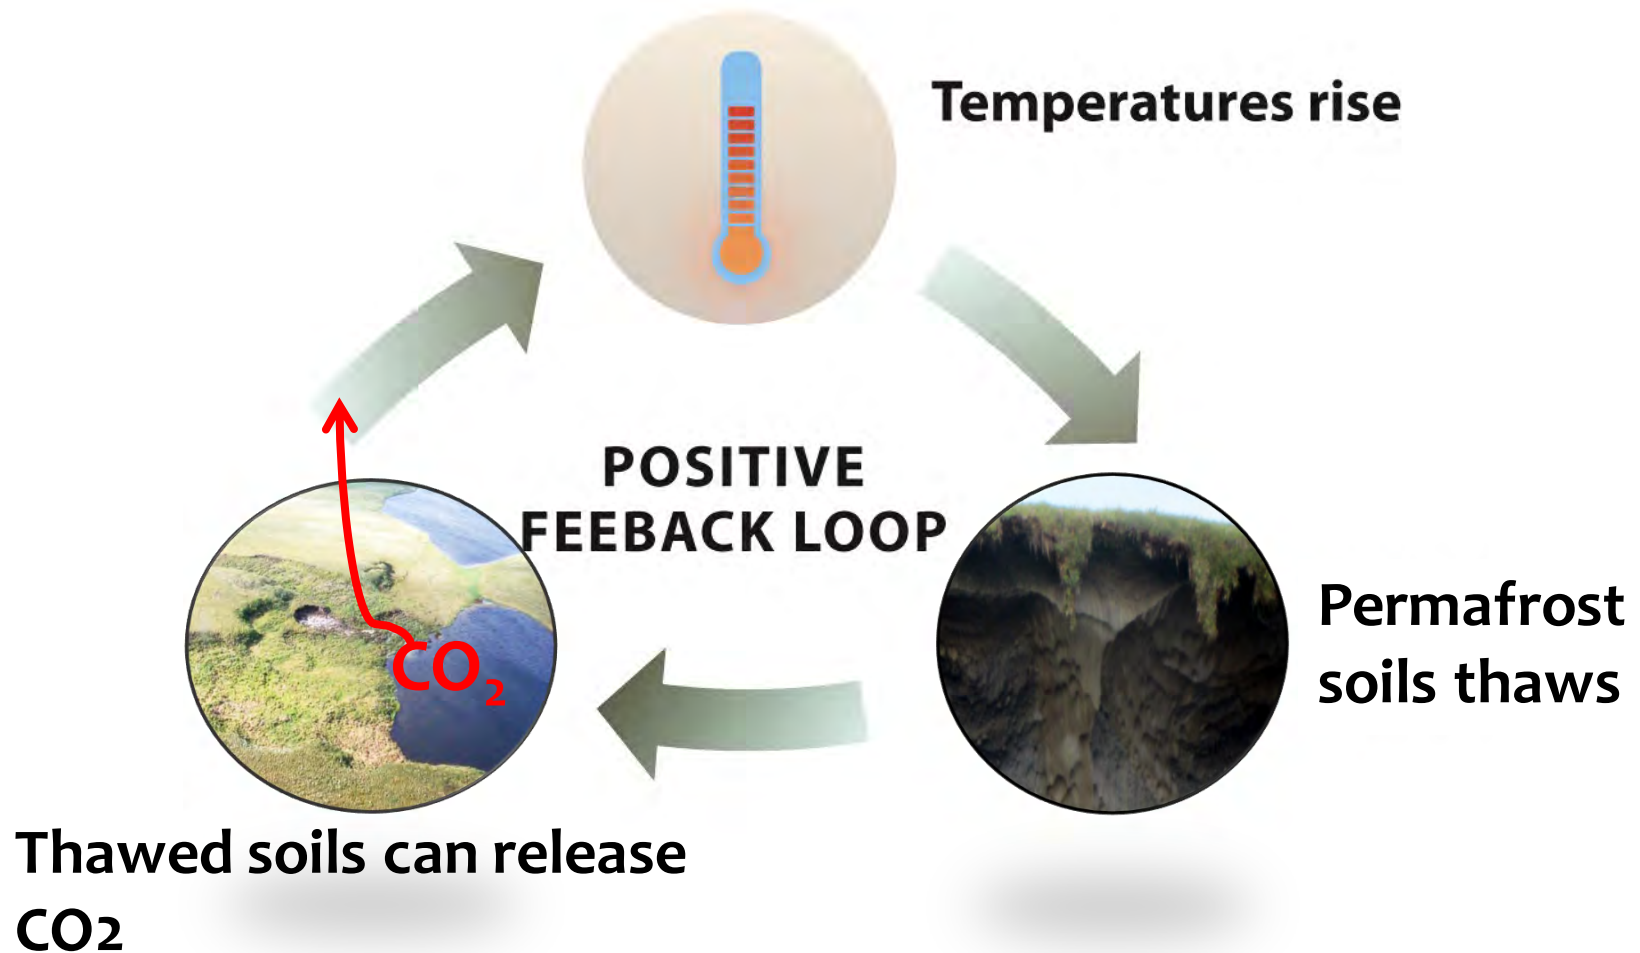 Temperatures rise
POSITIVE
FEEBACK LOOP
Permafrost
soils thaws
CO₂
Thawed soils can release
CO2